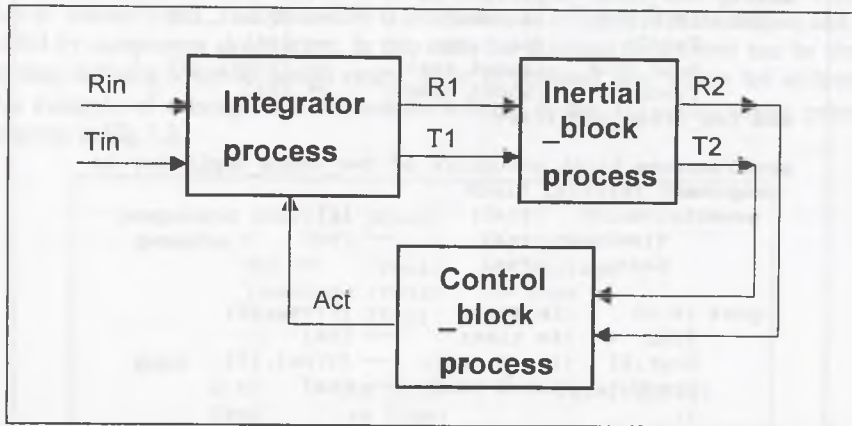 Rin
Tin
Integrator
process
R1
T1
Inertial
_block
process
R2
T2
Act
Control
_block
process